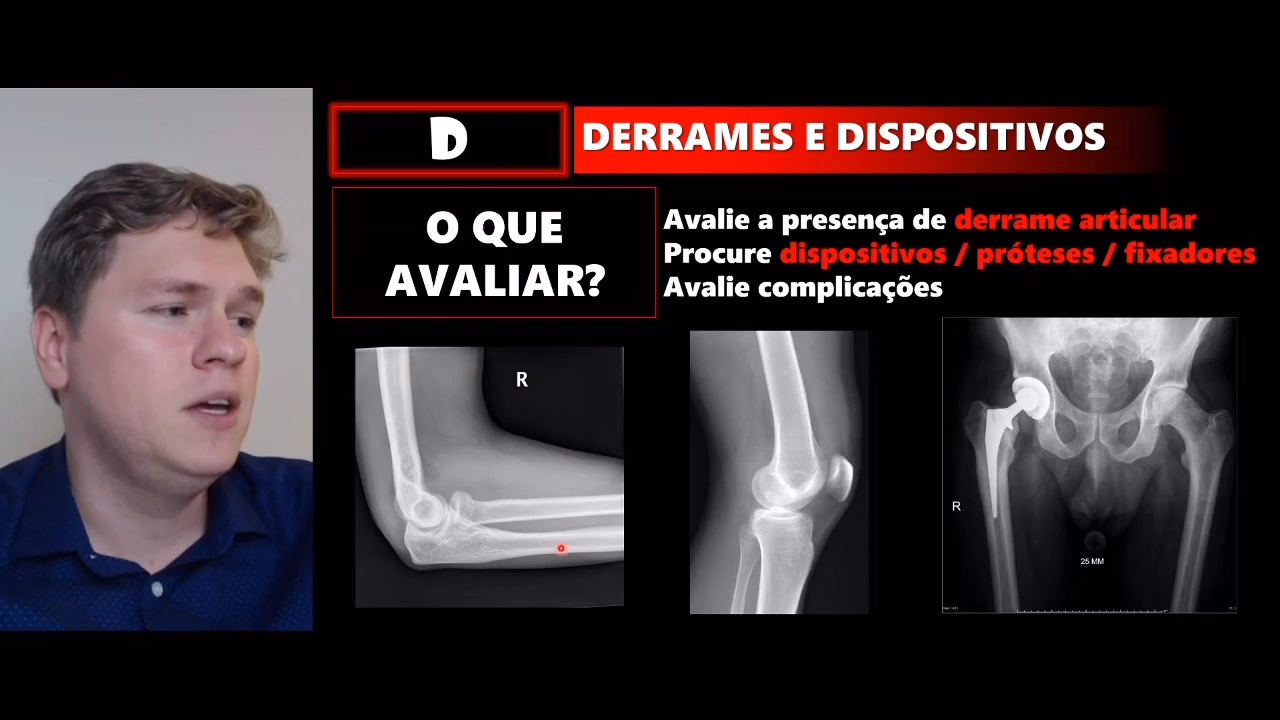 D
DERRAMES E DISPOSITIVOS
O QUE
AVALIAR?
Avalie a presença de derrame articular
Procure dispositivos / próteses / fixadores
Avalie complicações
R
R
25 MM